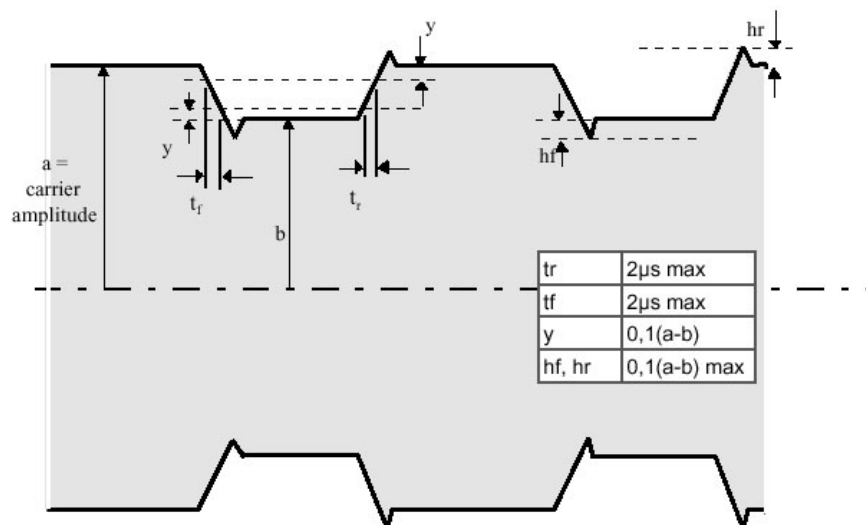 y
hr
y
hf
a =
carrier
amplitude
tf
tr
b
tr 2µs max
tf 2µs max
y 0,1(a-b)
hf, hr 0,1(a-b) max